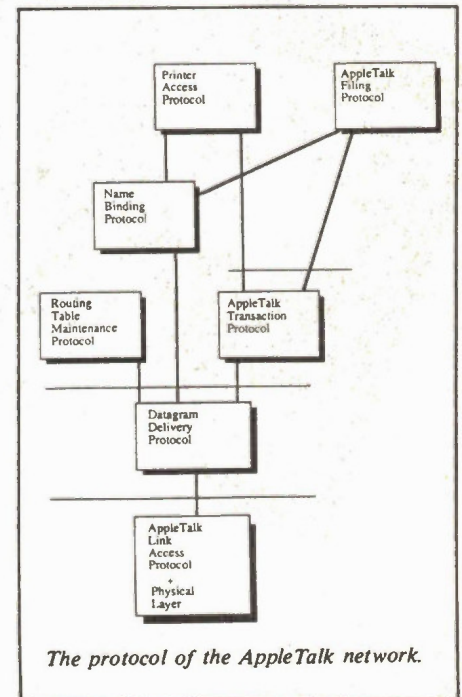 Printer
Access
Protocol
AppleTalk
Filing
Protocol
Name
Binding
Protocol
Routing
Table
Maintenance
Protocol
AppleTalk
Transaction
Protocol
Datagram
Delivery
Protocol
AppleTalk
Link
Access
Protocol
+
Physical
Layer
The protocol of the AppleTalk network.